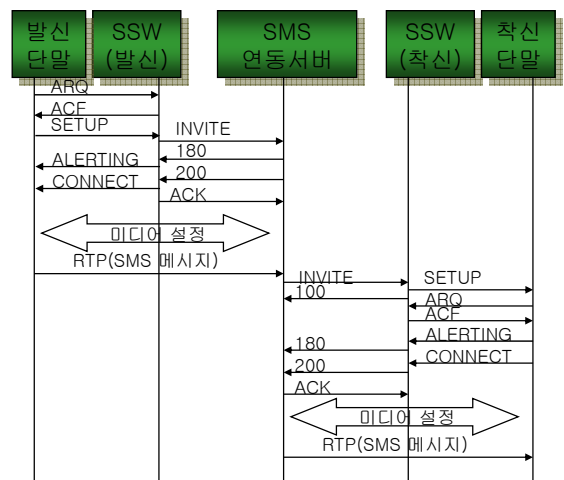 발신
단말
SSW
(발신)
SMS
연동서버
SSW
(착신)
착신
단말
ARQ
ACF
SETUP
INVITE
180
ALERTING
200
CONNECT
ACK
미디어 설정
RTP(SMS 메시지)
INVITE
SETUP
100
ARQ
ACF
ALERTING
180
CONNECT
200
ACK
미디어 설정
RTP(SMS 메시지)